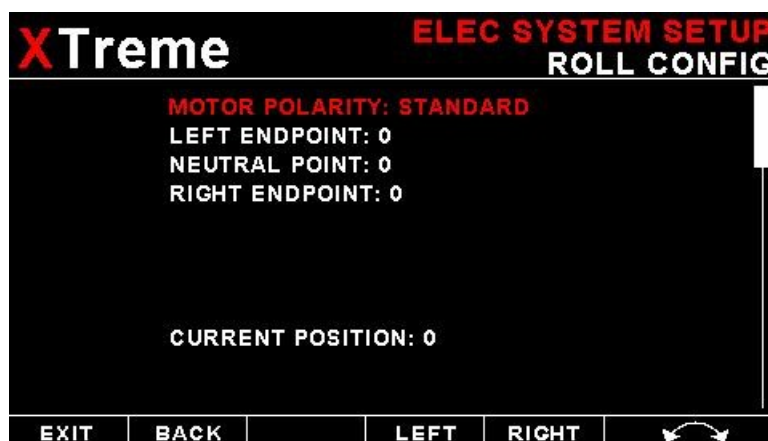 XTreme
ELEC SYSTEM SETUP
ROLL CONFIG
MOTOR POLARITY: STANDARD
LEFT ENDPOINT: 0
NEUTRAL POINT: 0
RIGHT ENDPOINT: 0
CURRENT POSITION: 0
EXIT BACK LEFT RIGHT